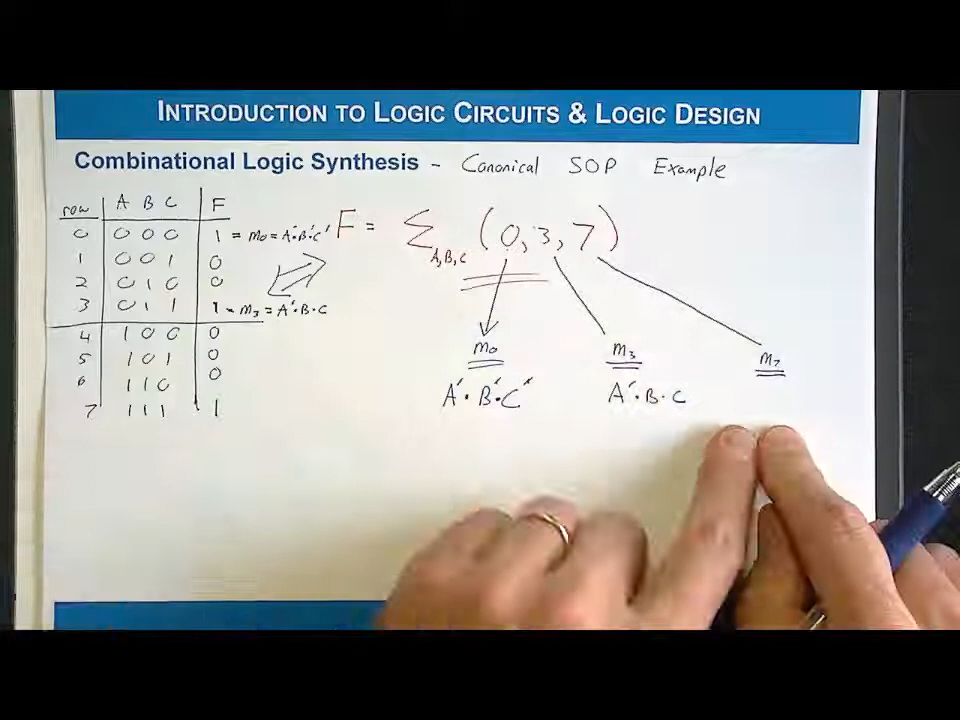 INTRODUCTION TO LOGIC CIRCUITS & LOGIC DESIGN
Combinational Logic Synthesis - Canonical SOP Example
row A B C F
0 0 0 0 1 = m0 = A'·B'·C'
1 0 0 1 0
2 0 1 0 0
3 0 1 1 1 = m3 = A'·B·C
4 1 0 0 0
5 1 0 1 0
6 1 1 0 0
7 1 1 1 1
F = Σ A,B,C (0, 3, 7)
m0 m3 m7
A'·B'·C' A'·B·C